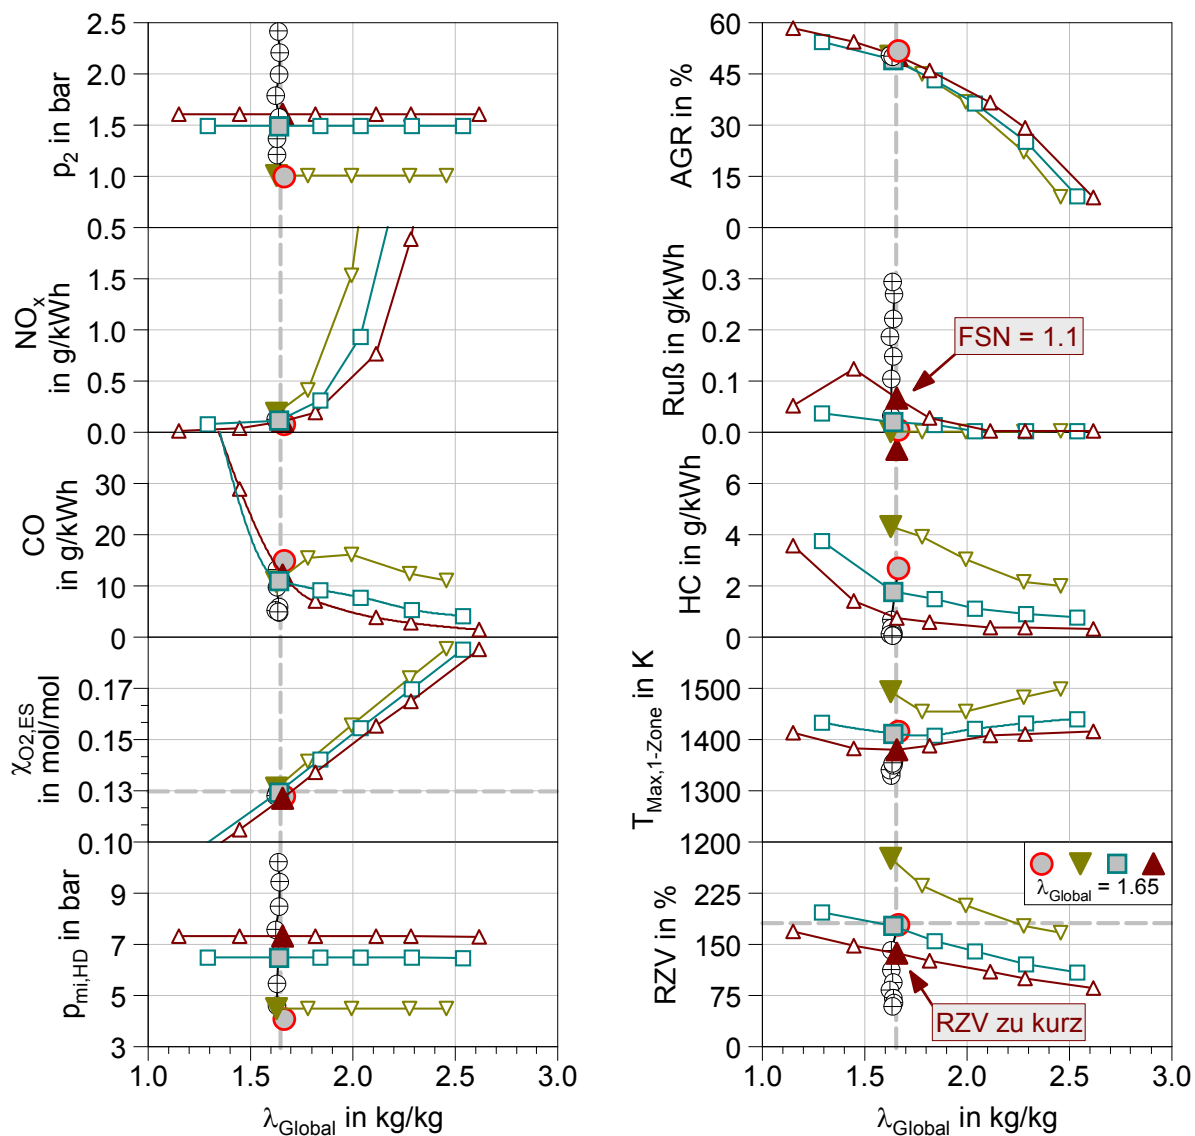 2.5
2.0
1.5
1.0
0.5
p2 in bar
1.5
1.0
0.5
0.0
NOx
in g/kWh
30
20
10
0
CO
in g/kWh
0.17
0.15
0.13
0.10
χO2,ES
in mol/mol
9
7
5
3
pmi,HD in bar
1.0 1.5 2.0 2.5 3.0
λGlobal in kg/kg
60
45
30
15
0
AGR in %
0.3
0.2
0.1
0.0
Ruß in g/kWh
FSN = 1.1
6
4
2
0
HC in g/kWh
1500
1400
1300
1200
TMax,1-Zone in K
225
150
75
0
RZV in %
λGlobal = 1.65
RZV zu kurz
1.0 1.5 2.0 2.5 3.0
λGlobal in kg/kg